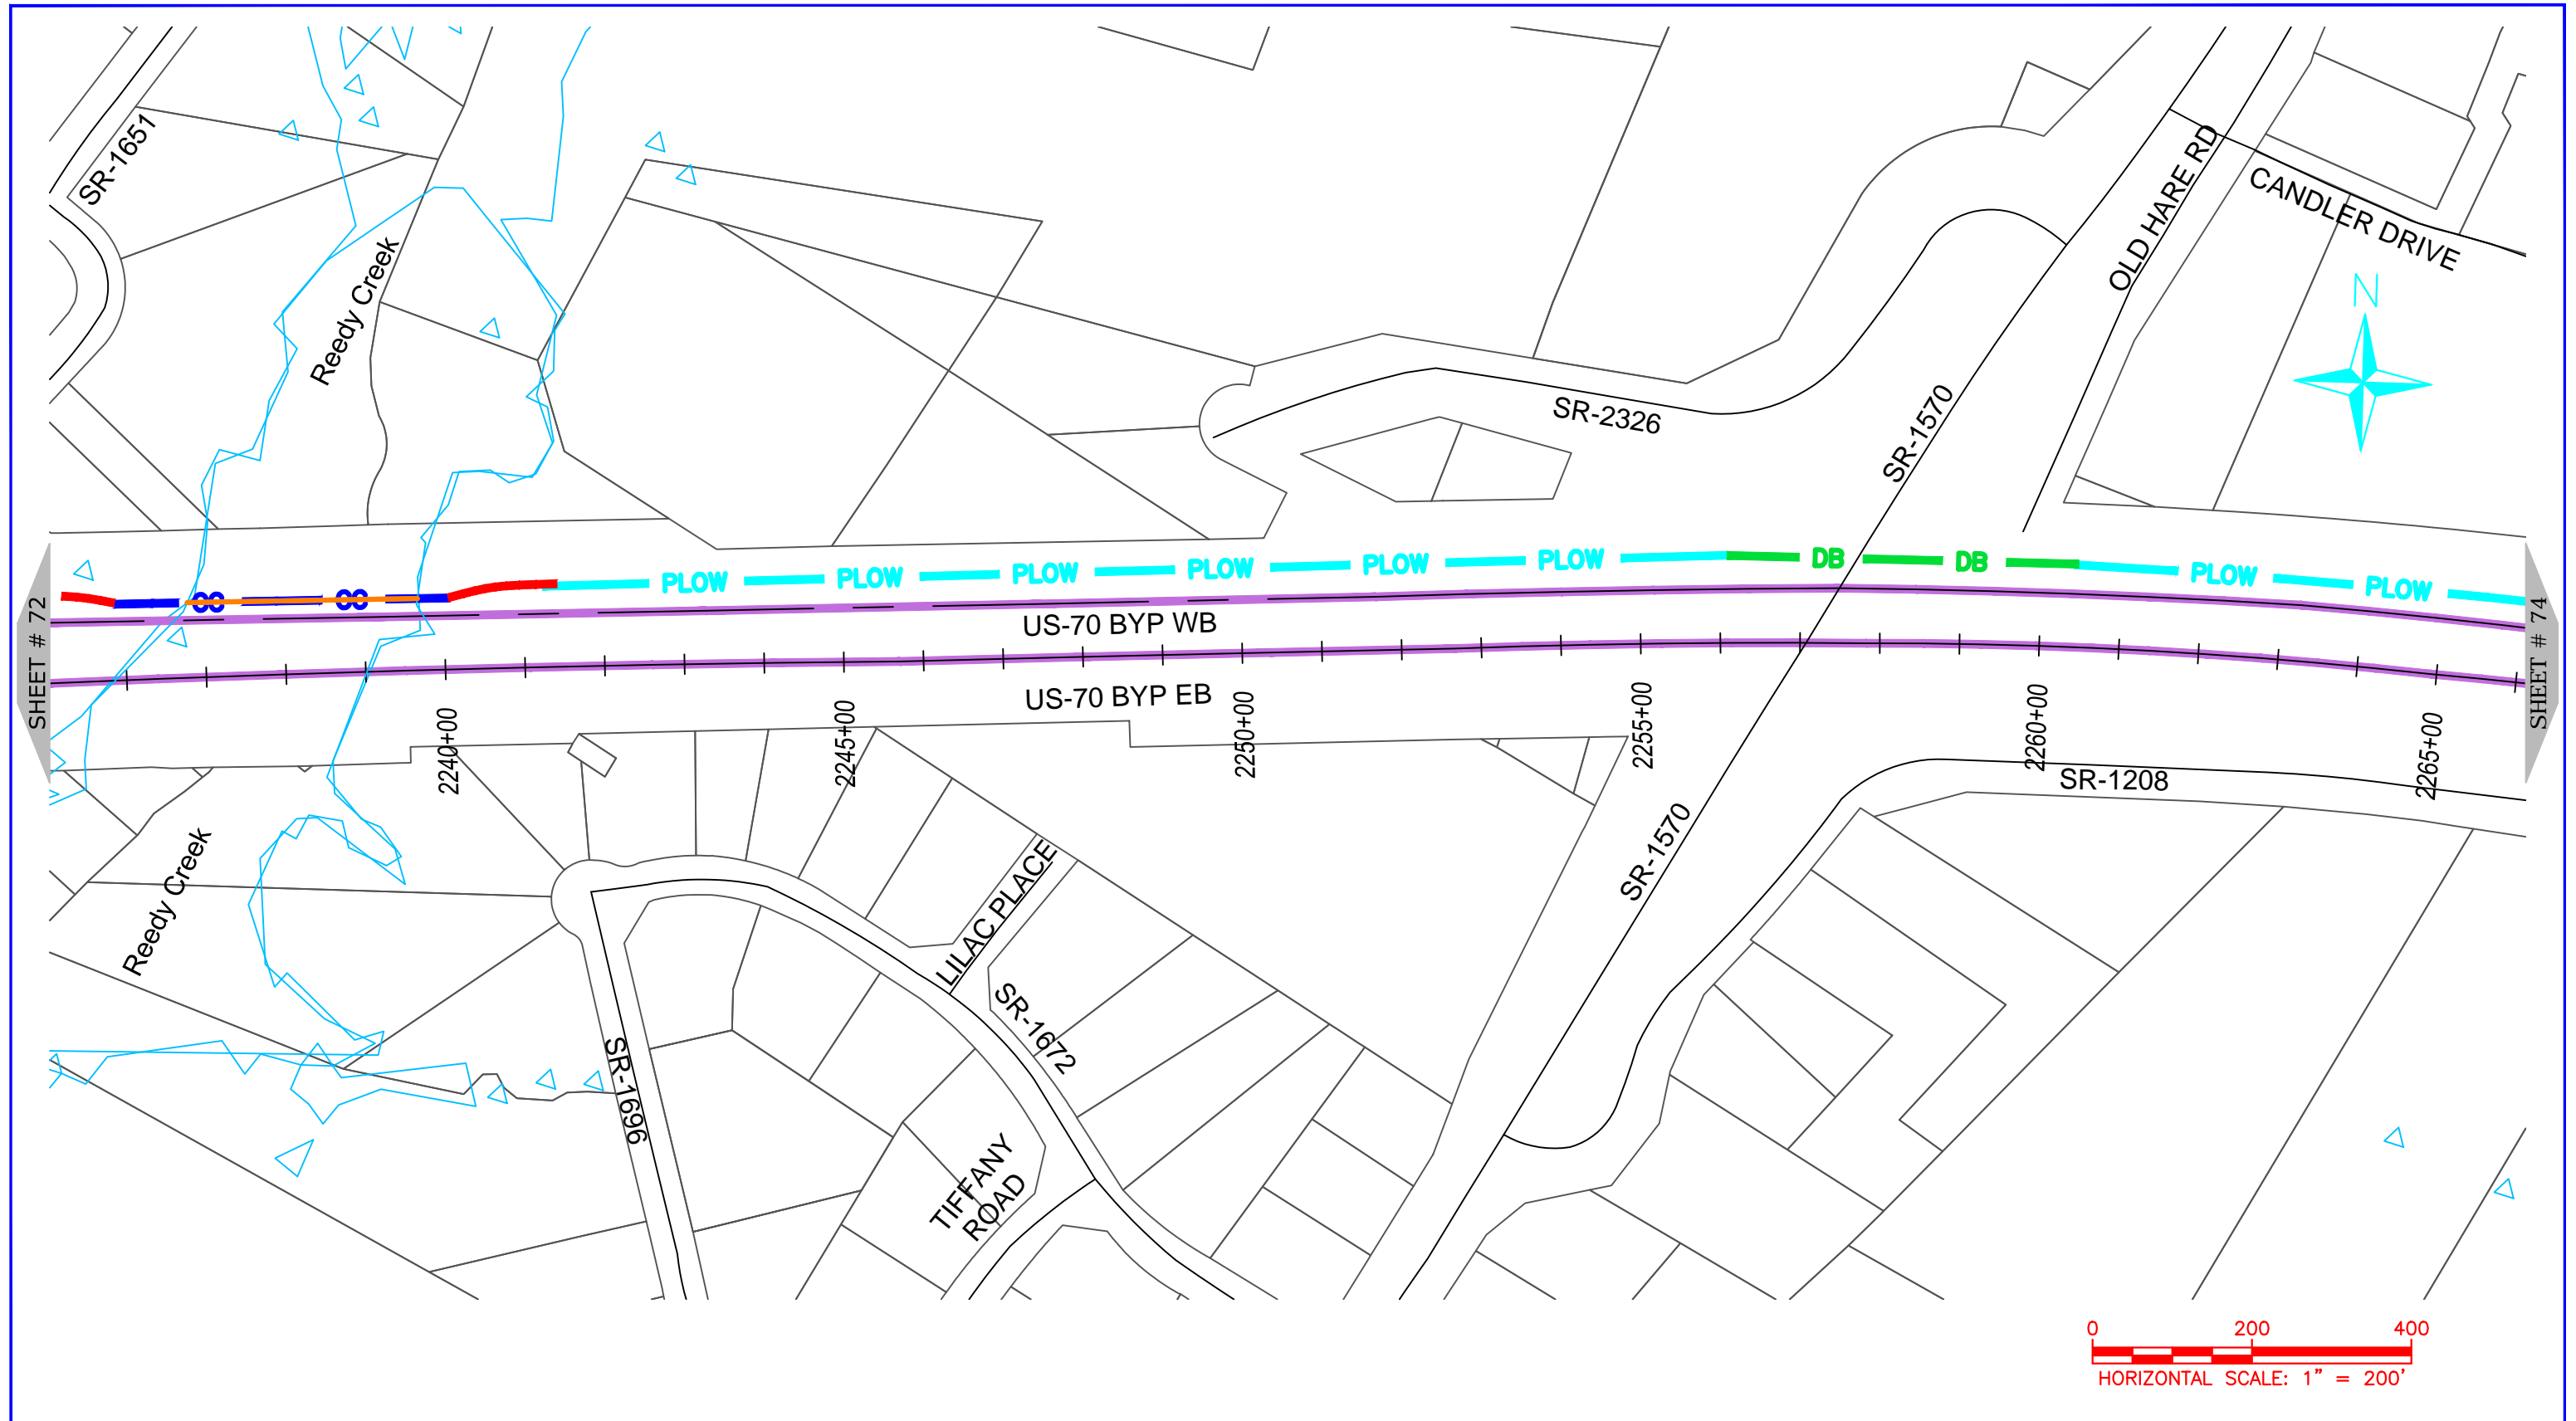 SR-1651
Reedy Creek
OLD HARE RD
CANDLER DRIVE
N
SR-2326
SR-1570
PLOW
PLOW
PLOW
PLOW
PLOW
PLOW
DB
DB
PLOW
PLOW
SHEET # 72
US-70 BYP WB
SHEET # 74
US-70 BYP EB
2240+00
2245+00
2250+00
2255+00
2260+00
2265+00
SR-1208
SR-1570
Reedy Creek
LILAC PLACE
SR-1672
SR-1696
TIFFANY
ROAD
0 200 400
HORIZONTAL SCALE: 1" = 200'